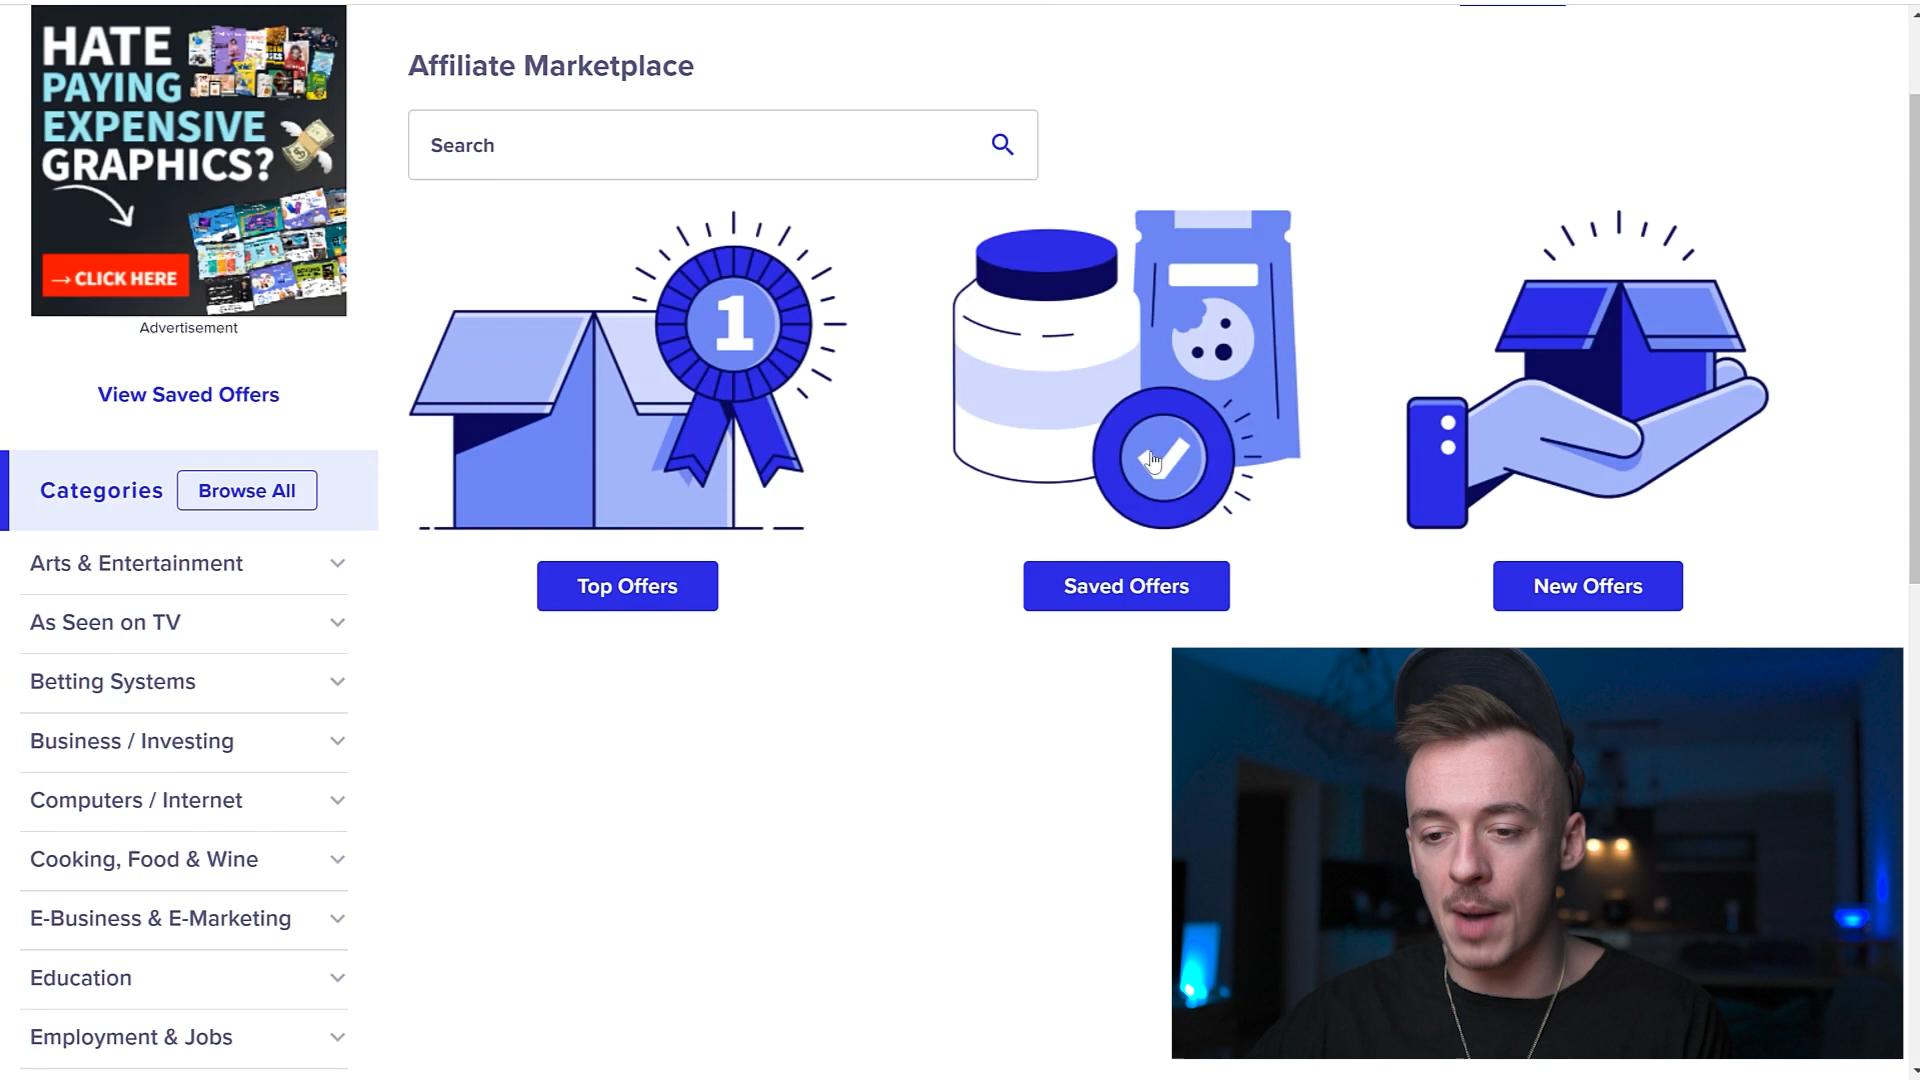 HATE
PAYING
EXPENSIVE
GRAPHICS?
→ CLICK HERE
Advertisement
View Saved Offers
Categories
Browse All
Arts & Entertainment
As Seen on TV
Betting Systems
Business / Investing
Computers / Internet
Cooking, Food & Wine
E-Business & E-Marketing
Education
Employment & Jobs
Affiliate Marketplace
Search
1
Top Offers
Saved Offers
New Offers